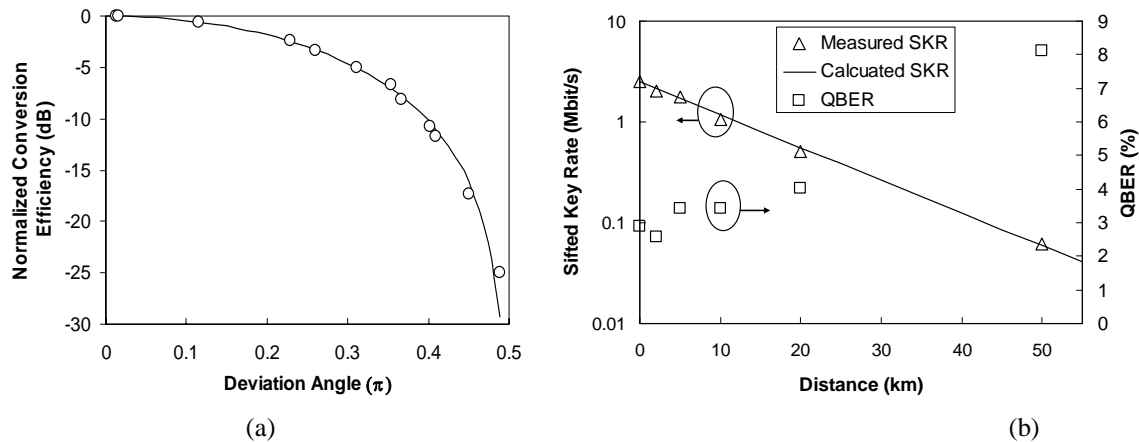 Normalized Conversion
Efficiency (dB)
0
-5
-10
-15
-20
-25
-30
0 0.1 0.2 0.3 0.4 0.5
Deviation Angle (π)
(a)
Sifted Key Rate (Mbit/s)
10
1
0.1
0.01
Measured SKR
Calcuated SKR
QBER
9
8
7
6
5
4
3
2
1
0
QBER (%)
0 10 20 30 40 50
Distance (km)
(b)